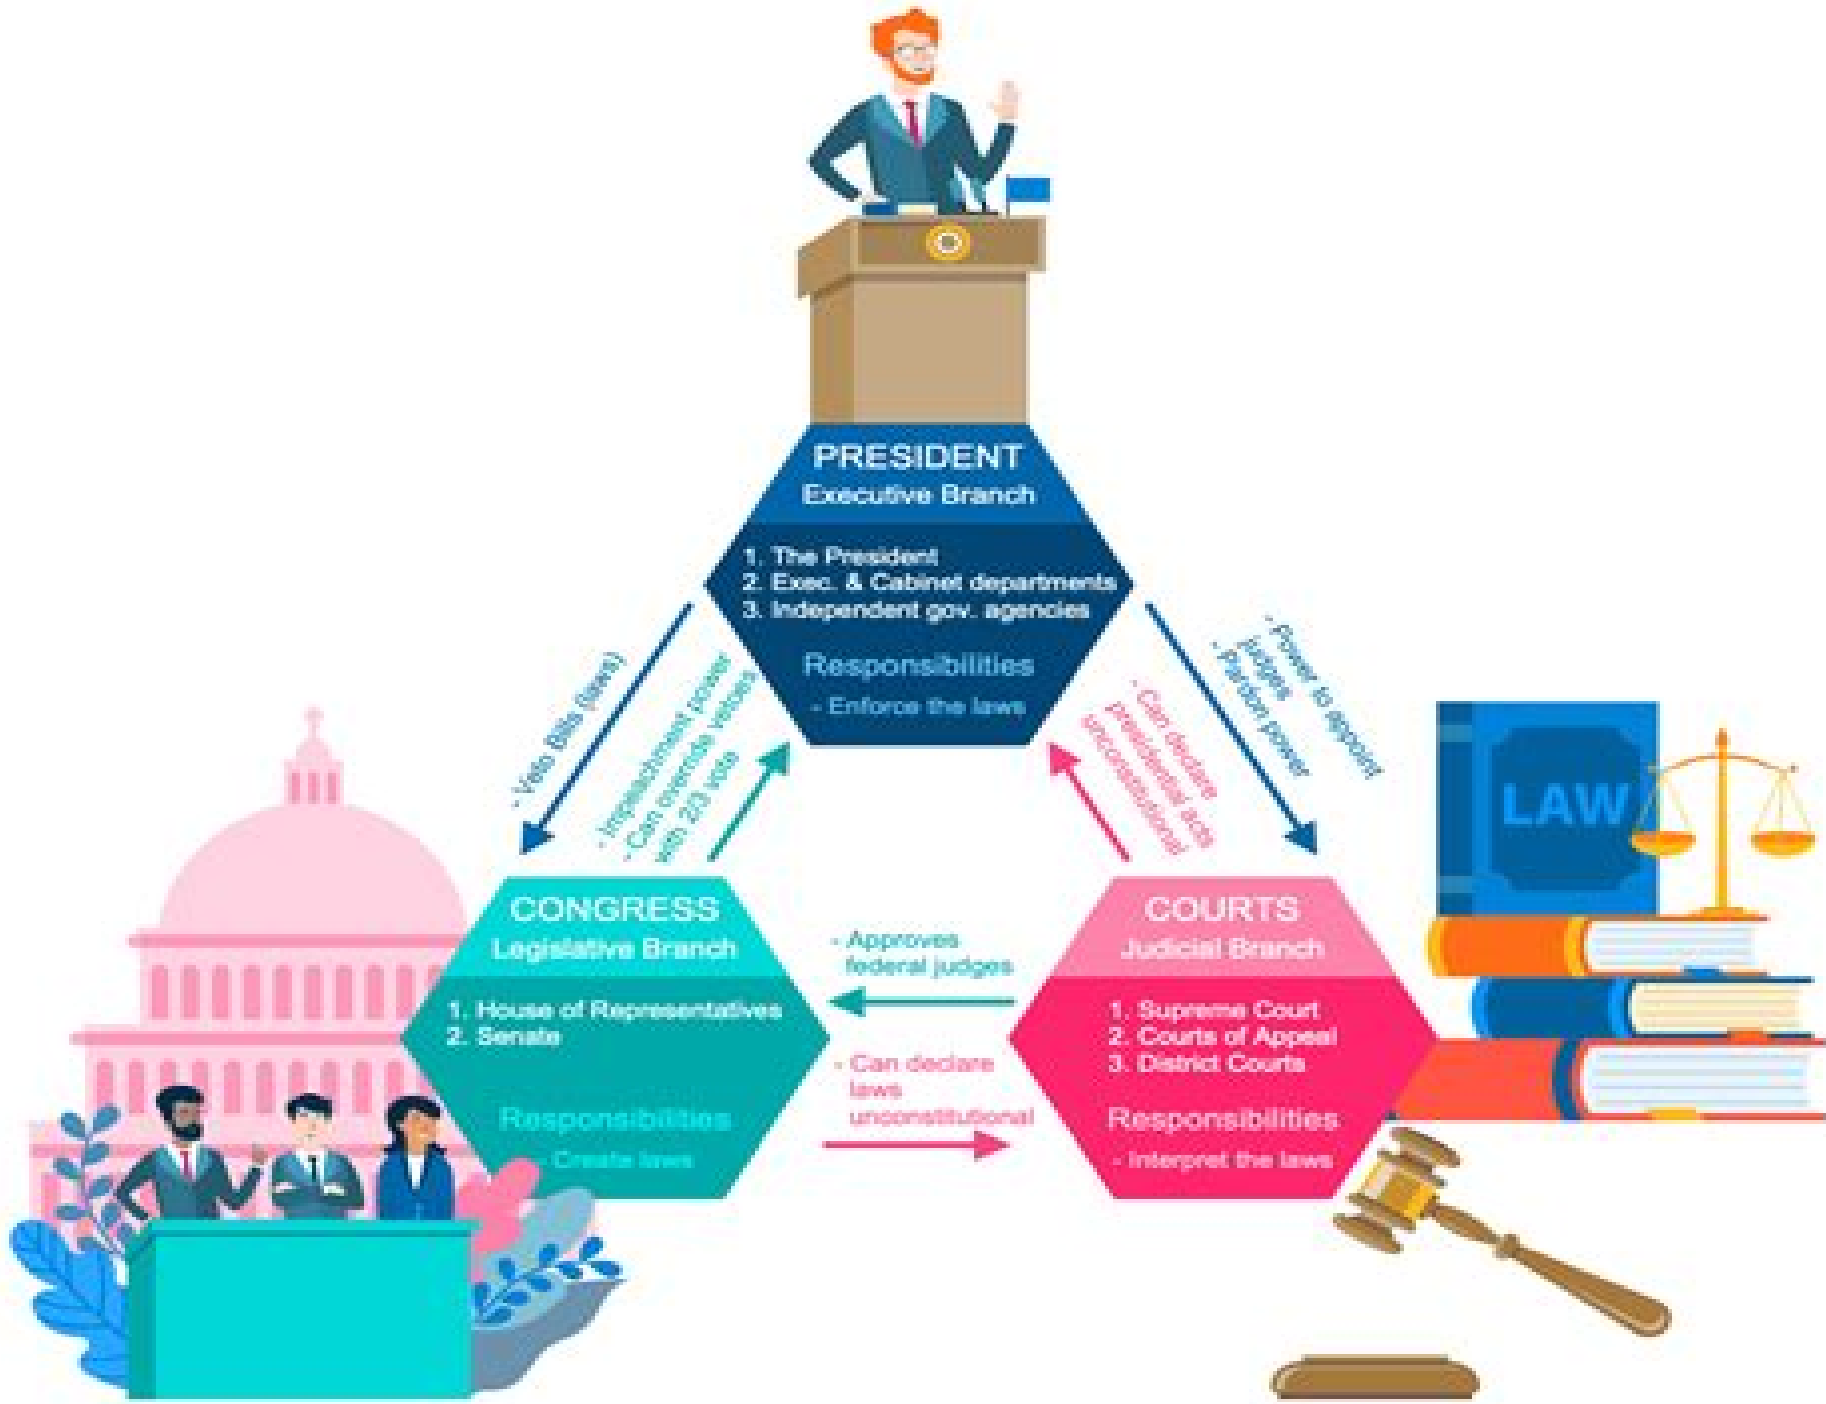 PRESIDENT
Executive Branch
1. The President
2. Exec. & Cabinet departments
3. Independent gov. agencies
Responsibilities
- Enforce the laws
- Veto Bills (laws)
- Impeachment power
- Can override vetoes
with 2/3 vote
- Can declare
presidential acts
unconstitutional
- Power to appoint
judges,
- Pardon power
LAW
CONGRESS
Legislative Branch
1. House of Representatives
2. Senate
Responsibilities
- Create laws
- Approves
federal judges
- Can declare
laws
unconstitutional
COURTS
Judicial Branch
1. Supreme Court
2. Courts of Appeal
3. District Courts
Responsibilities
- Interpret the laws